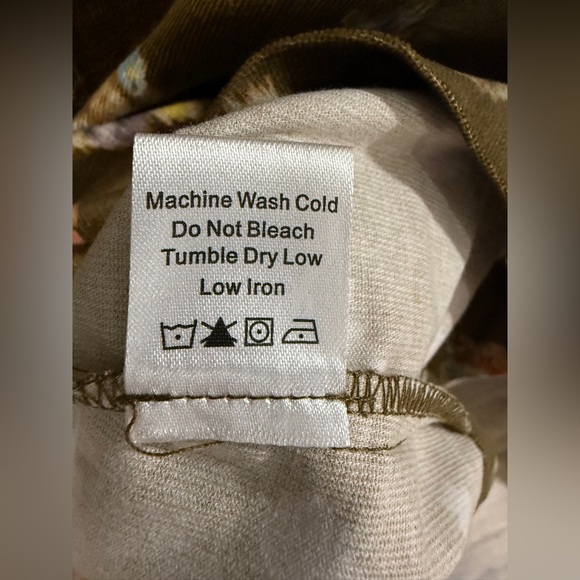 Machine Wash Cold
Do Not Bleach
Tumble Dry Low
Low Iron